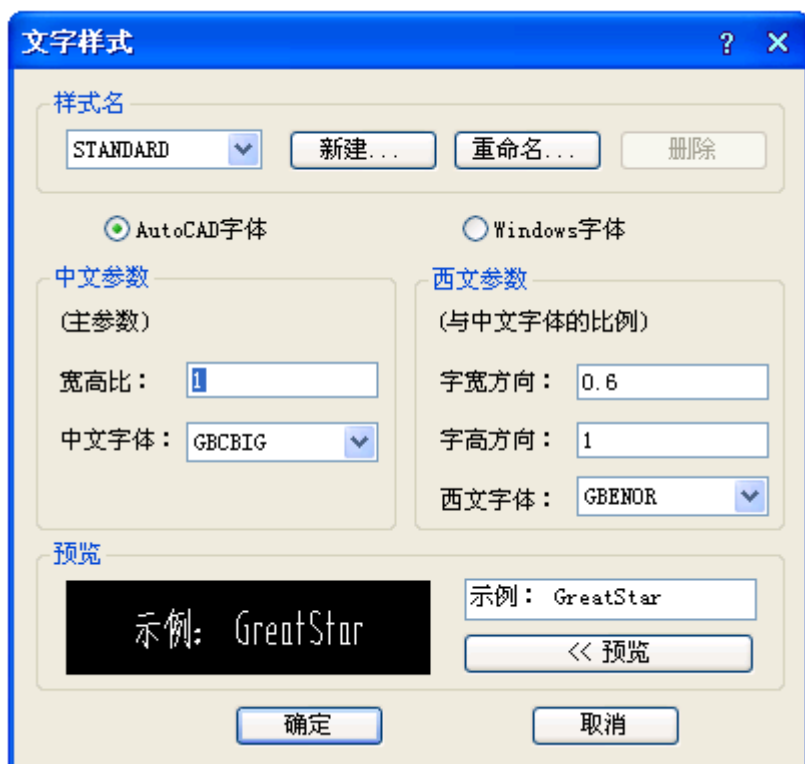 文字样式
样式名
STANDARD 新建... 重命名... 删除
AutoCAD字体 Windows字体
中文参数 西文参数
(主参数) (与中文字体的比例)
宽高比： 1 字宽方向： 0.6
中文字体： GBCBIG 字高方向： 1
西文字体： GBENOR
预览
示例： GreatStar 示例： GreatStar
<< 预览
确定 取消